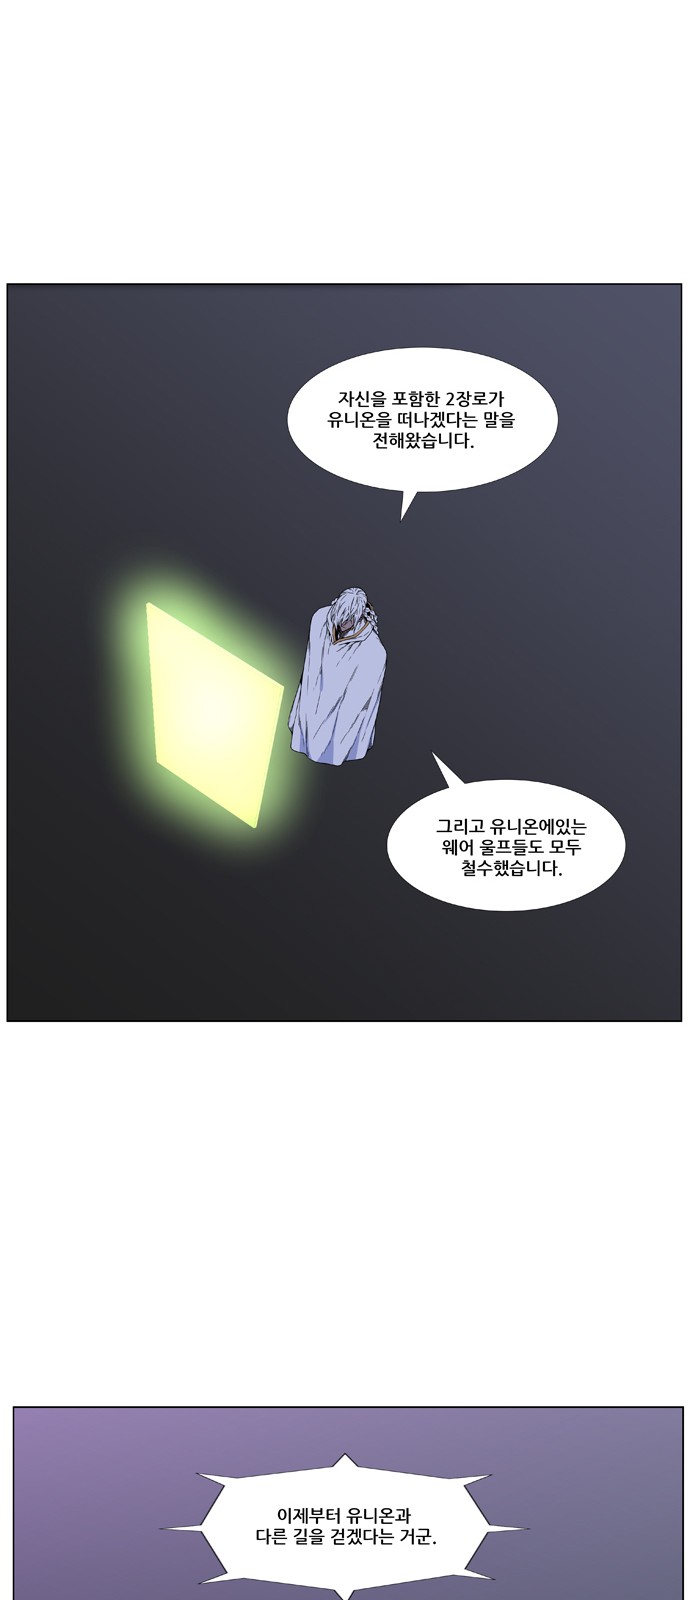 자신을 포함한 2장로가
유니온을 떠나겠다는 말을
전해왔습니다.
그리고 유니온에있는
웨어 울프들도 모두
철수했습니다.
이제부터 유니온과
다른 길을 걷겠다는 거군.